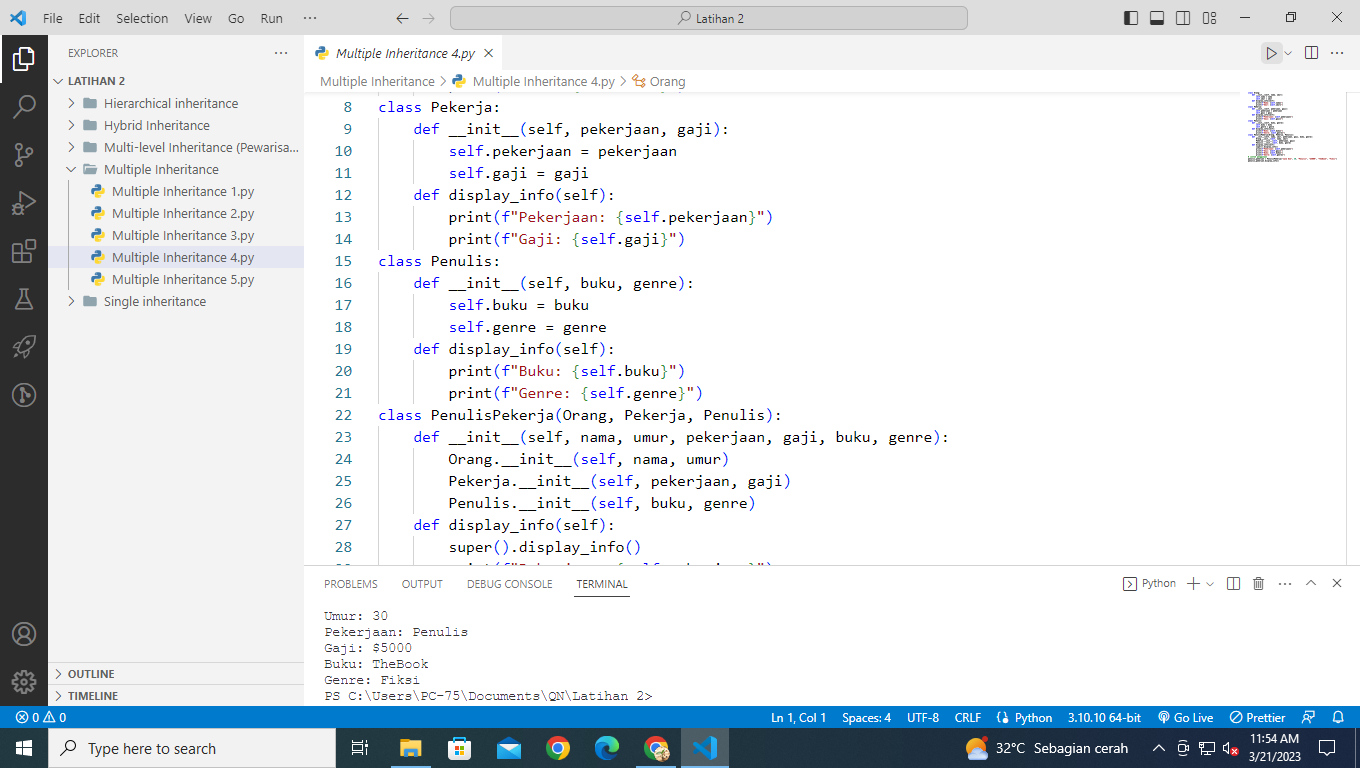 File Edit Selection View Go Run ··· Latihan 2
EXPLORER ···
LATIHAN 2
Hierarchical inheritance
Hybrid Inheritance
Multi-level Inheritance (Pewarisa...
Multiple Inheritance
Multiple Inheritance 1.py
Multiple Inheritance 2.py
Multiple Inheritance 3.py
Multiple Inheritance 4.py
Multiple Inheritance 5.py
Single inheritance
OUTLINE
TIMELINE
Multiple Inheritance 4.py
Multiple Inheritance > Multiple Inheritance 4.py > Orang
8 class Pekerja:
9 def __init__(self, pekerjaan, gaji):
10 self.pekerjaan = pekerjaan
11 self.gaji = gaji
12 def display_info(self):
13 print(f"Pekerjaan: {self.pekerjaan}")
14 print(f"Gaji: {self.gaji}")
15 class Penulis:
16 def __init__(self, buku, genre):
17 self.buku = buku
18 self.genre = genre
19 def display_info(self):
20 print(f"Buku: {self.buku}")
21 print(f"Genre: {self.genre}")
22 class PenulisPekerja(Orang, Pekerja, Penulis):
23 def __init__(self, nama, umur, pekerjaan, gaji, buku, genre):
24 Orang.__init__(self, nama, umur)
25 Pekerja.__init__(self, pekerjaan, gaji)
26 Penulis.__init__(self, buku, genre)
27 def display_info(self):
28 super().display_info()
PROBLEMS OUTPUT DEBUG CONSOLE TERMINAL Python
Umur: 30
Pekerjaan: Penulis
Gaji: $5000
Buku: TheBook
Genre: Fiksi
PS C:\Users\PC-75\Documents\QN\Latihan 2>
0 0 Ln 1, Col 1 Spaces: 4 UTF-8 CRLF Python 3.10.10 64-bit Go Live Prettier
Type here to search 32°C Sebagian cerah 11:54 AM
3/21/2023